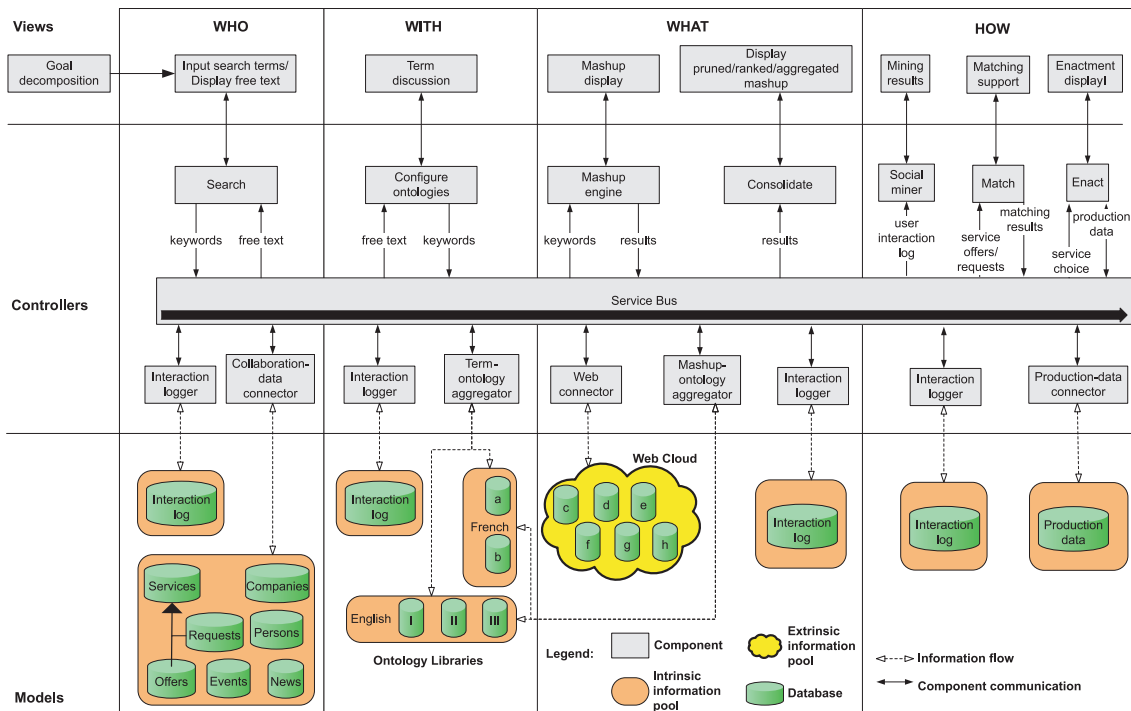 Views
WHO
WITH
WHAT
HOW
Goal
decomposition
Input search terms/
Display free text
Term
discussion
Mashup
display
Display
pruned/ranked/aggregated
mashup
Mining
results
Matching
support
Enactment
displayl
Search
Configure
ontologies
Mashup
engine
Consolidate
Social
miner
Match
Enact
keywords
free text
free text
keywords
keywords
results
results
user
interaction
log
service
offers/
requests
matching
results
service
choice
production
data
Controllers
Service Bus
Interaction
logger
Collaboration-
data
connector
Interaction
logger
Term-
ontology
aggregator
Web
connector
Mashup-
ontology
aggregator
Interaction
logger
Interaction
logger
Production-data
connector
Models
Interaction
log
Services
Companies
Requests
Persons
Offers
Events
News
Interaction
log
a
French
b
English
I
II
III
Ontology Libraries
Web Cloud
c
d
e
f
g
h
Interaction
log
Interaction
log
Production
data
Legend:
Component
Intrinsic
information
pool
Extrinsic
information
pool
Database
Information flow
Component communication